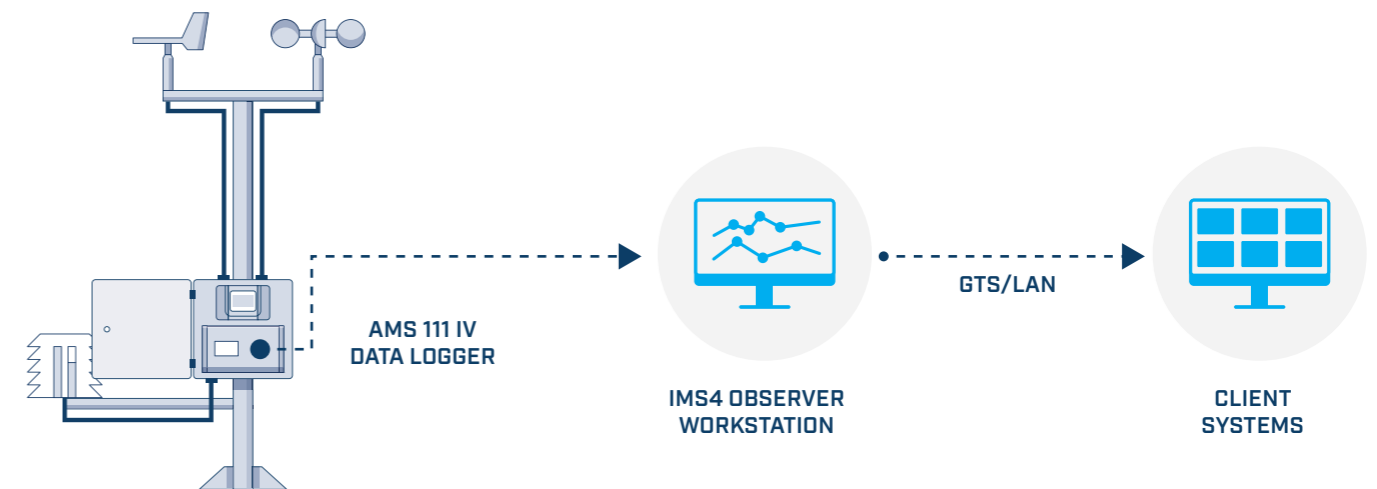 AMS 111 IV
DATA LOGGER
GTS/LAN
IMS4 OBSERVER
WORKSTATION
CLIENT
SYSTEMS